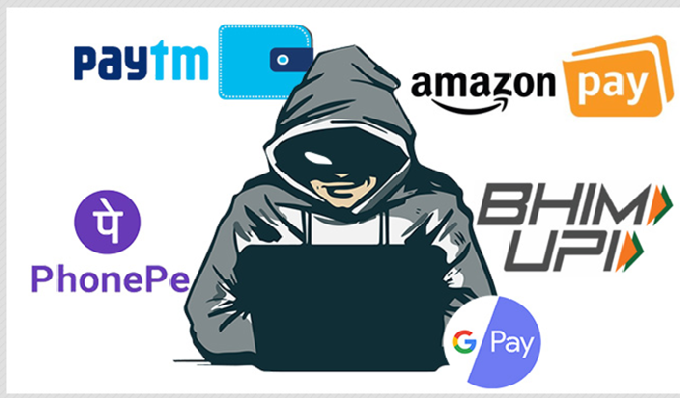 paytm
amazon pay
पे
PhonePe
BHIM
UPI
G Pay